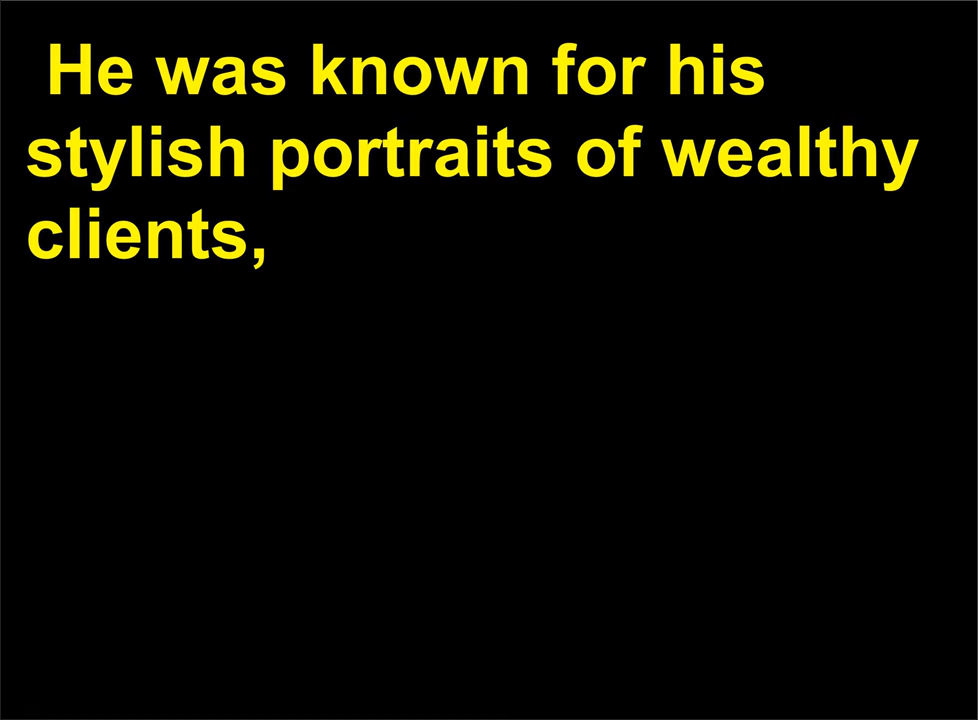 He was known for his
stylish portraits of wealthy
clients,